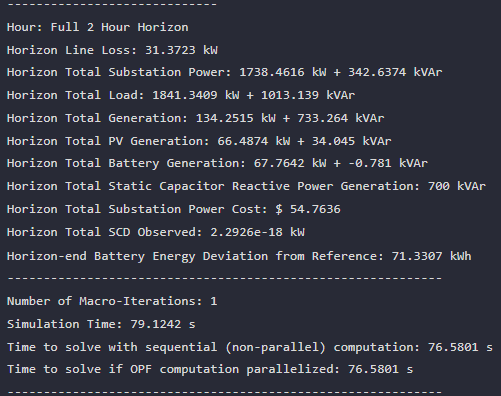 -----------------------------
Hour: Full 2 Hour Horizon
Horizon Line Loss: 31.3723 kW
Horizon Total Substation Power: 1738.4616 kW + 342.6374 kVAr
Horizon Total Load: 1841.3409 kW + 1013.139 kVAr
Horizon Total Generation: 134.2515 kW + 733.264 kVAr
Horizon Total PV Generation: 66.4874 kW + 34.045 kVAr
Horizon Total Battery Generation: 67.7642 kW + -0.781 kVAr
Horizon Total Static Capacitor Reactive Power Generation: 700 kVAr
Horizon Total Substation Power Cost: $ 54.7636
Horizon Total SCD Observed: 2.2926e-18 kW
Horizon-end Battery Energy Deviation from Reference: 71.3307 kWh
------------------------------------------------------------
Number of Macro-Iterations: 1
Simulation Time: 79.1242 s
Time to solve with sequential (non-parallel) computation: 76.5801 s
Time to solve if OPF computation parallelized: 76.5801 s
------------------------------------------------------------